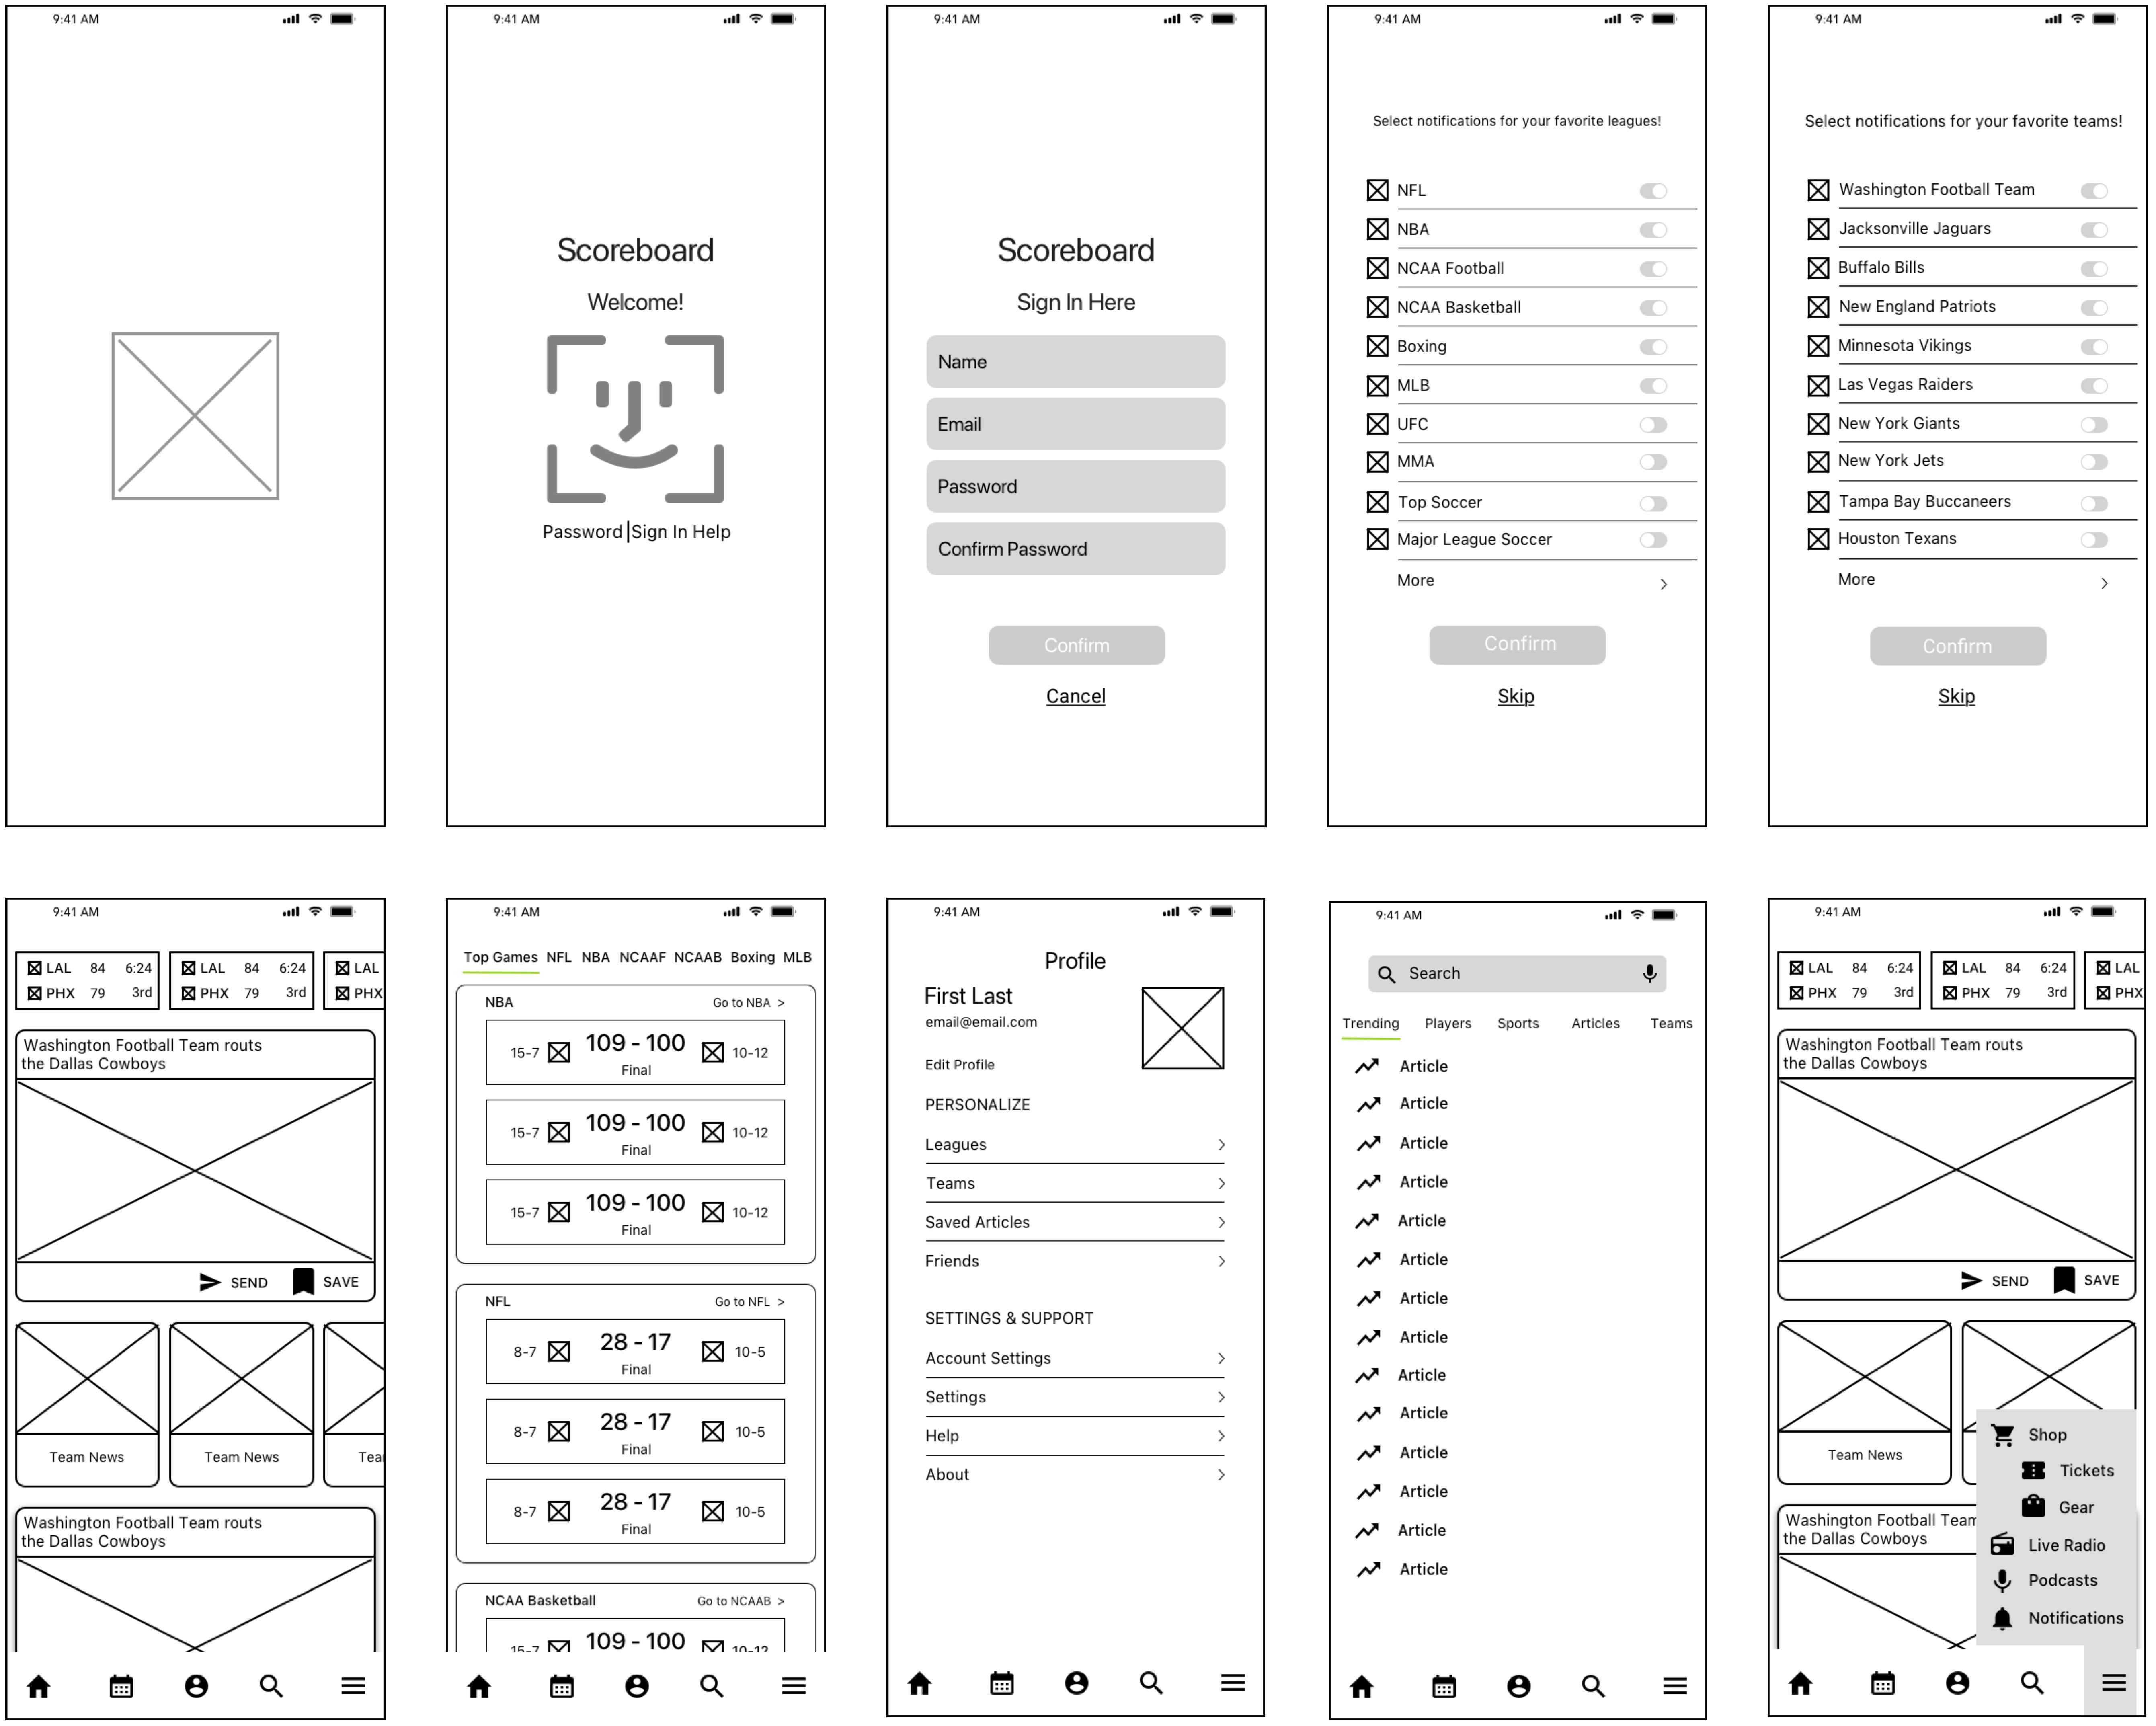 9:41 AM
9:41 AM
Scoreboard
Welcome!
Password|Sign In Help
9:41 AM
Scoreboard
Sign In Here
Name
Email
Password
Confirm Password
Confirm
Cancel
9:41 AM
Select notifications for your favorite leagues!
NFL
NBA
NCAA Football
NCAA Basketball
Boxing
MLB
UFC
MMA
Top Soccer
Major League Soccer
More >
Confirm
Skip
9:41 AM
Select notifications for your favorite teams!
Washington Football Team
Jacksonville Jaguars
Buffalo Bills
New England Patriots
Minnesota Vikings
Las Vegas Raiders
New York Giants
New York Jets
Tampa Bay Buccaneers
Houston Texans
More >
Confirm
Skip
9:41 AM
LAL 84 6:24 LAL 84 6:24 LAL
PHX 79 3rd PHX 79 3rd PHX
Washington Football Team routs
the Dallas Cowboys
SEND SAVE
Team News Team News Tea
Washington Football Team routs
the Dallas Cowboys
9:41 AM
Top Games NFL NBA NCAAF NCAAB Boxing MLB
NBA Go to NBA >
15-7 109 - 100 10-12
Final
15-7 109 - 100 10-12
Final
15-7 109 - 100 10-12
Final
NFL Go to NFL >
8-7 28 - 17 10-5
Final
8-7 28 - 17 10-5
Final
8-7 28 - 17 10-5
Final
NCAA Basketball Go to NCAAB >
15-7 109 - 100 10-12
9:41 AM
Profile
First Last
email@email.com
Edit Profile
PERSONALIZE
Leagues >
Teams >
Saved Articles >
Friends >
SETTINGS & SUPPORT
Account Settings >
Settings >
Help >
About >
9:41 AM
Search
Trending Players Sports Articles Teams
Article
Article
Article
Article
Article
Article
Article
Article
Article
Article
Article
Article
Article
Article
9:41 AM
LAL 84 6:24 LAL 84 6:24 LAL
PHX 79 3rd PHX 79 3rd PHX
Washington Football Team routs
the Dallas Cowboys
SEND SAVE
Team News
Washington Football Team
the Dallas Cowboys
Shop
Tickets
Gear
Live Radio
Podcasts
Notifications